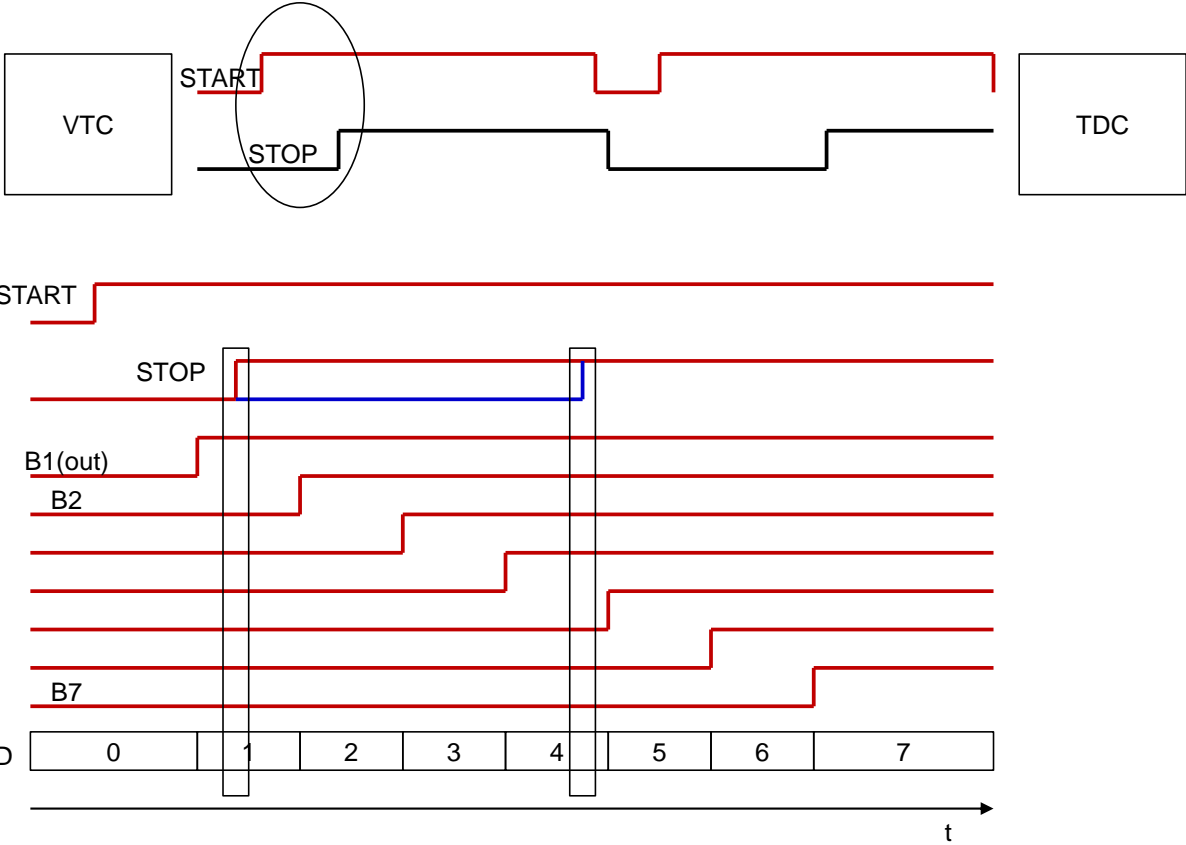 VTC
START
STOP
TDC
START
STOP
B1(out)
B2
B7
D 0 1 2 3 4 5 6 7
t